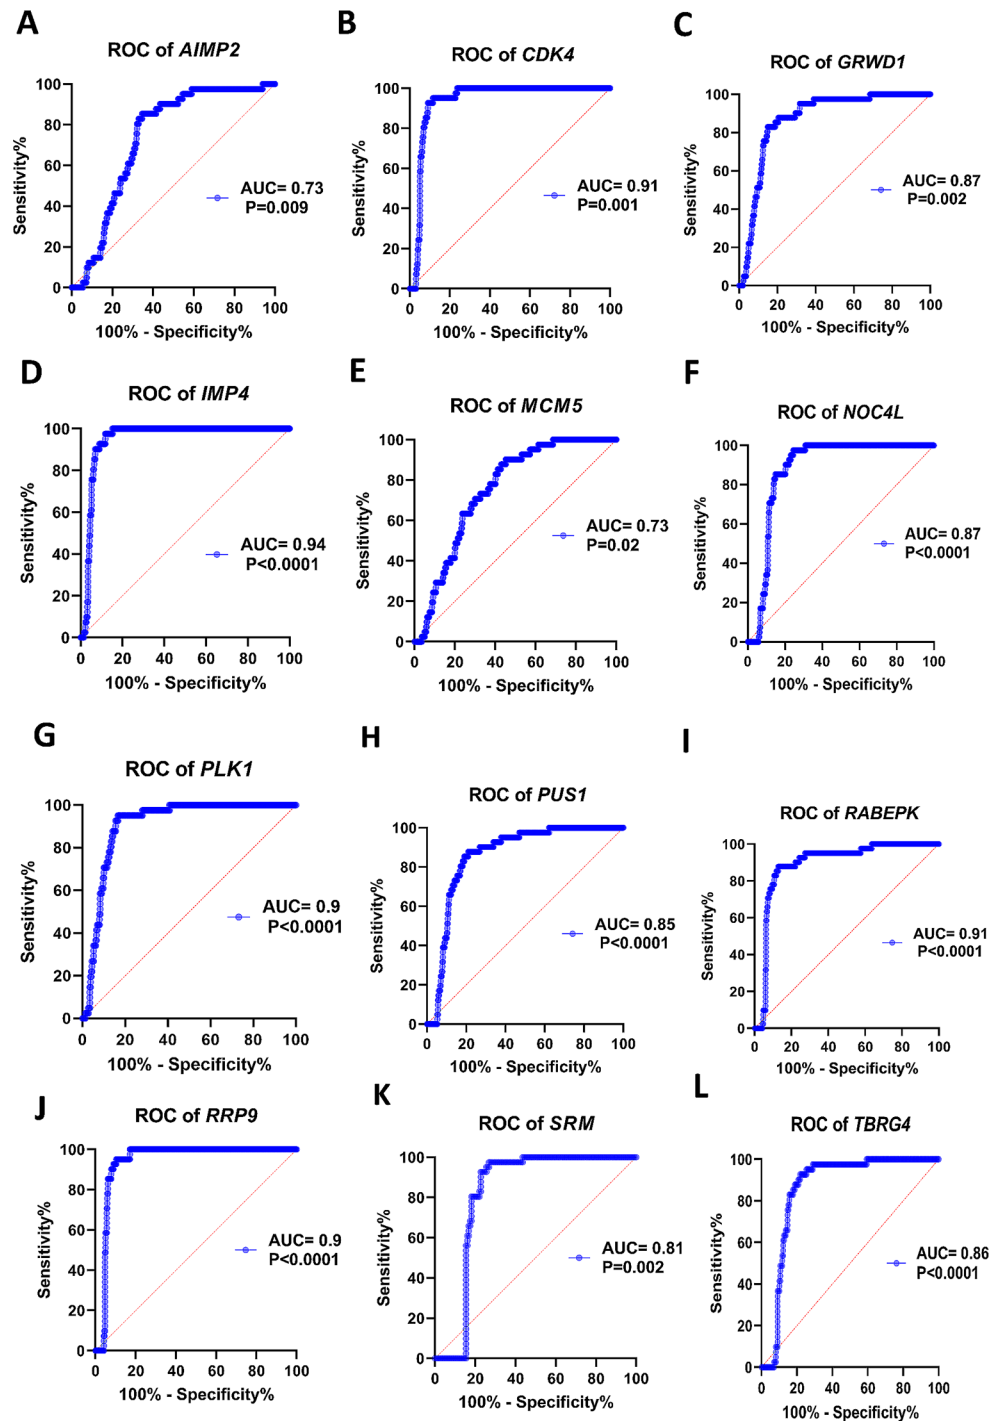 A
ROC of AIMP2
Sensitivity%
100
80
60
40
20
0
0 20 40 60 80 100
100% - Specificity%
AUC= 0.73
P=0.009
B
ROC of CDK4
Sensitivity%
100
80
60
40
20
0
0 20 40 60 80 100
100% - Specificity%
AUC= 0.91
P=0.001
C
ROC of GRWD1
Sensitivity%
100
80
60
40
20
0
0 20 40 60 80 100
100% - Specificity%
AUC= 0.87
P=0.002
D
ROC of IMP4
Sensitivity%
100
80
60
40
20
0
0 20 40 60 80 100
100% - Specificity%
AUC= 0.94
P<0.0001
E
ROC of MCM5
Sensitivity%
100
80
60
40
20
0
0 20 40 60 80 100
100% - Specificity%
AUC= 0.73
P=0.02
F
ROC of NOC4L
Sensitivity%
100
80
60
40
20
0
0 20 40 60 80 100
100% - Specificity%
AUC= 0.87
P<0.0001
G
ROC of PLK1
Sensitivity%
100
80
60
40
20
0
0 20 40 60 80 100
100% - Specificity%
AUC= 0.9
P<0.0001
H
ROC of PUS1
Sensitivity%
100
80
60
40
20
0
0 20 40 60 80 100
100% - Specificity%
AUC= 0.85
P<0.0001
I
ROC of RABEPK
Sensitivity%
100
80
60
40
20
0
0 20 40 60 80 100
100% - Specificity%
AUC= 0.91
P<0.0001
J
ROC of RRP9
Sensitivity%
100
80
60
40
20
0
0 20 40 60 80 100
100% - Specificity%
AUC= 0.9
P<0.0001
K
ROC of SRM
Sensitivity%
100
80
60
40
20
0
0 20 40 60 80 100
100% - Specificity%
AUC= 0.81
P=0.002
L
ROC of TBRG4
Sensitivity%
100
80
60
40
20
0
0 20 40 60 80 100
100% - Specificity%
AUC= 0.86
P<0.0001